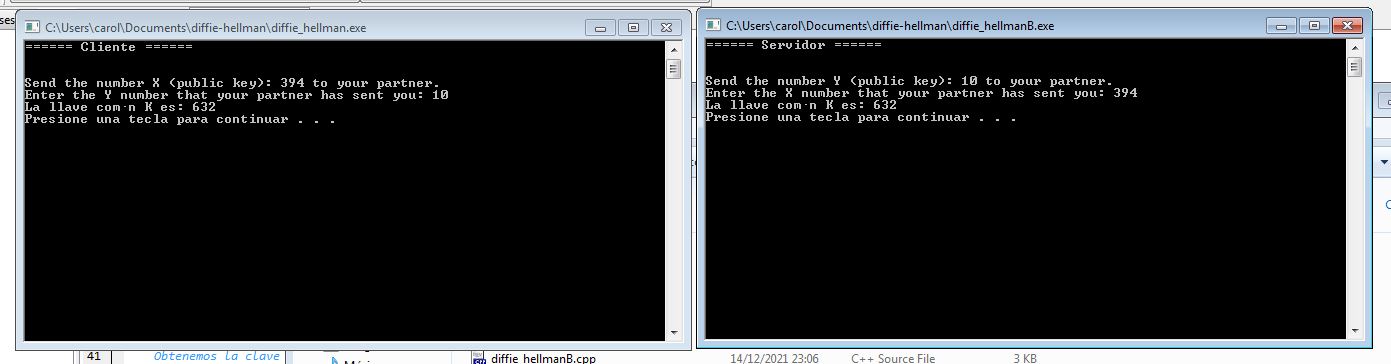 ses
C:\Users\carol\Documents\diffie-hellman\diffie_hellman.exe
====== Cliente ======
Send the number X (public key): 394 to your partner.
Enter the Y number that your partner has sent you: 10
La llave com·n K es: 632
Presione una tecla para continuar . . .
C:\Users\carol\Documents\diffie-hellman\diffie_hellmanB.exe
====== Servidor ======
Send the number Y (public key): 10 to your partner.
Enter the X number that your partner has sent you: 394
La llave com·n K es: 632
Presione una tecla para continuar . . .
41 Obtenemos la clave
diffie_hellmanB.cpp 14/12/2021 23:06 C++ Source File 3 KB